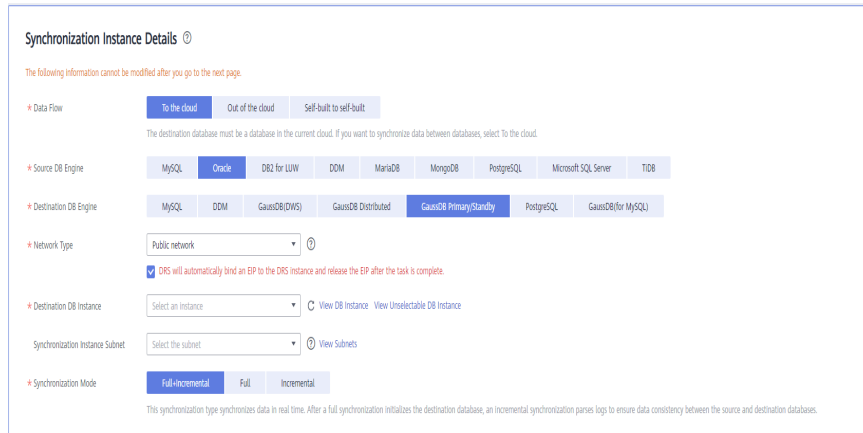 Synchronization Instance Details ?
The following information cannot be modified after you go to the next page.
* Data Flow To the cloud Out of the cloud Self-built to self-built
The destination database must be a database in the current cloud. If you want to synchronize data between databases, select To the cloud.
* Source DB Engine MySQL Oracle DB2 for LUW DDM MariaDB MongoDB PostgreSQL Microsoft SQL Server TiDB
* Destination DB Engine MySQL DDM GaussDB(DWS) GaussDB Distributed GaussDB Primary/Standby PostgreSQL GaussDB(for MySQL)
* Network Type Public network ?
DRS will automatically bind an EIP to the DRS instance and release the EIP after the task is complete.
* Destination DB Instance Select an instance View DB Instance View Unselectable DB Instance
Synchronization Instance Subnet Select the subnet ? View Subnets
* Synchronization Mode Full+Incremental Full Incremental
This synchronization type synchronizes data in real time. After a full synchronization initializes the destination database, an incremental synchronization parses logs to ensure data consistency between the source and destination databases.